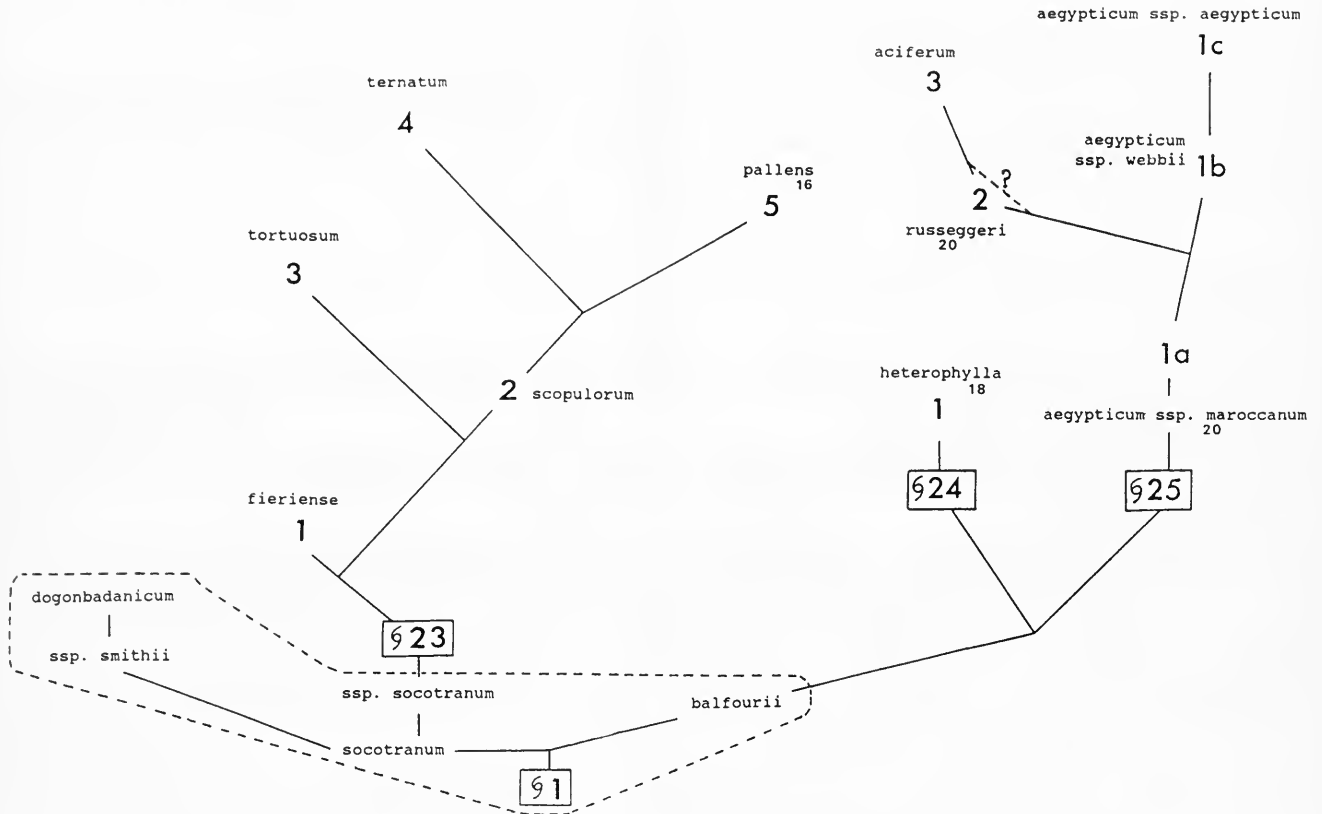 aegypticum ssp. aegypticum
1c
aciferum
3
ternatum
4
aegypticum
ssp. webbii
1b
pallens
16
5
?
2
russeggeri
20
tortuosum
3
1a
heterophylla
18
1
2 scopulorum
aegypticum ssp. maroccanum
20
§24
§25
fieriense
1
dogonbadanicum
§23
ssp. smithii
ssp. socotranum
balfourii
socotranum
§1